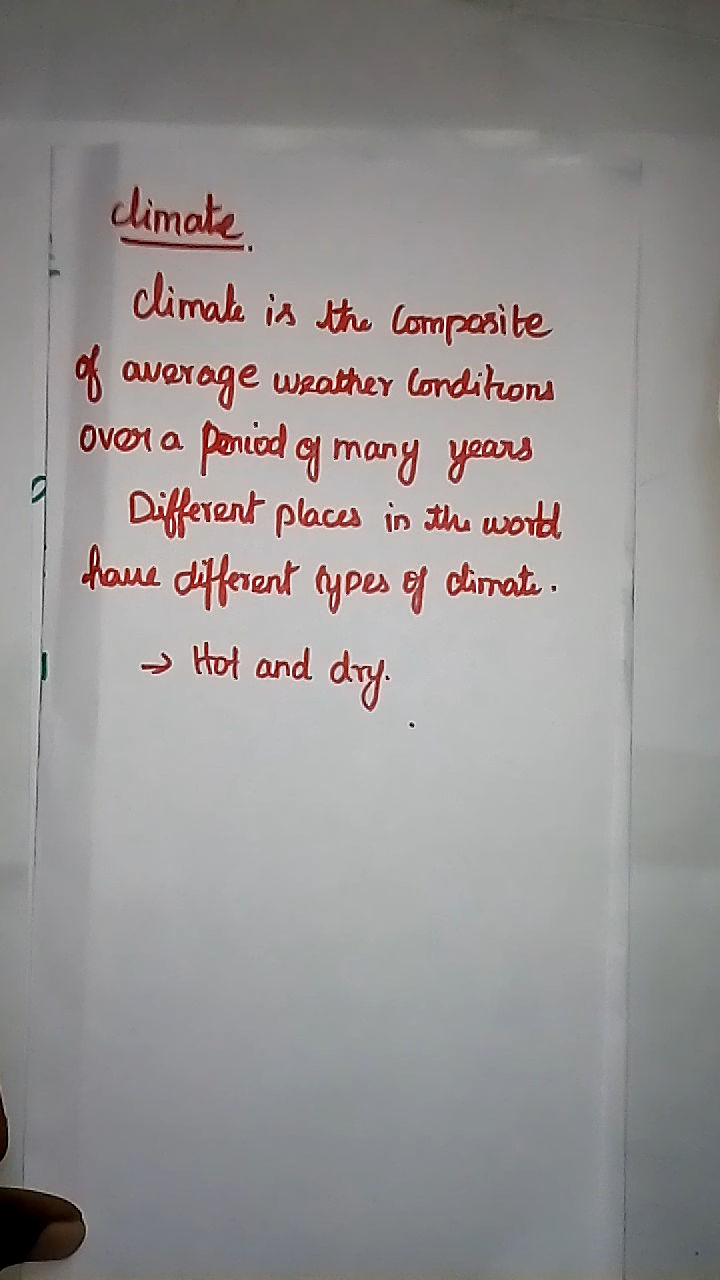 climate.
climate is the composite
of average weather conditions
over a period of many years
Different places in the world
have different types of climate.
→ Hot and dry.